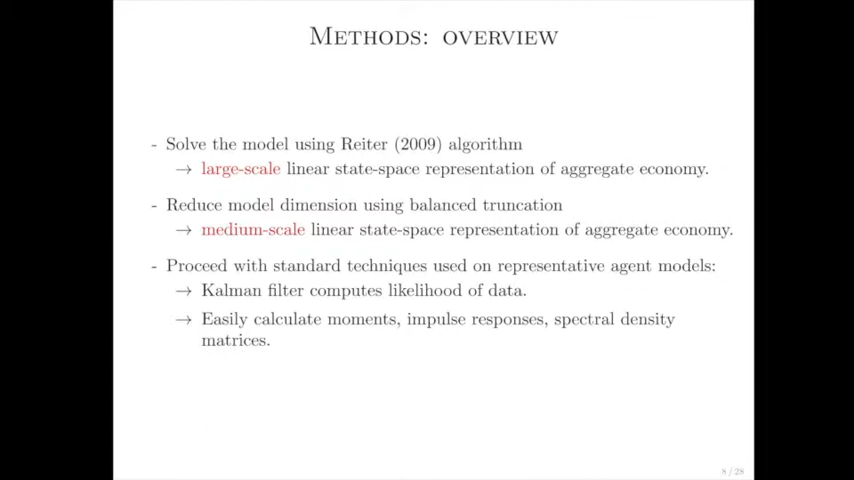 Methods: overview
- Solve the model using Reiter (2009) algorithm
→ large-scale linear state-space representation of aggregate economy.
- Reduce model dimension using balanced truncation
→ medium-scale linear state-space representation of aggregate economy.
- Proceed with standard techniques used on representative agent models:
→ Kalman filter computes likelihood of data.
→ Easily calculate moments, impulse responses, spectral density
matrices.
8 / 28